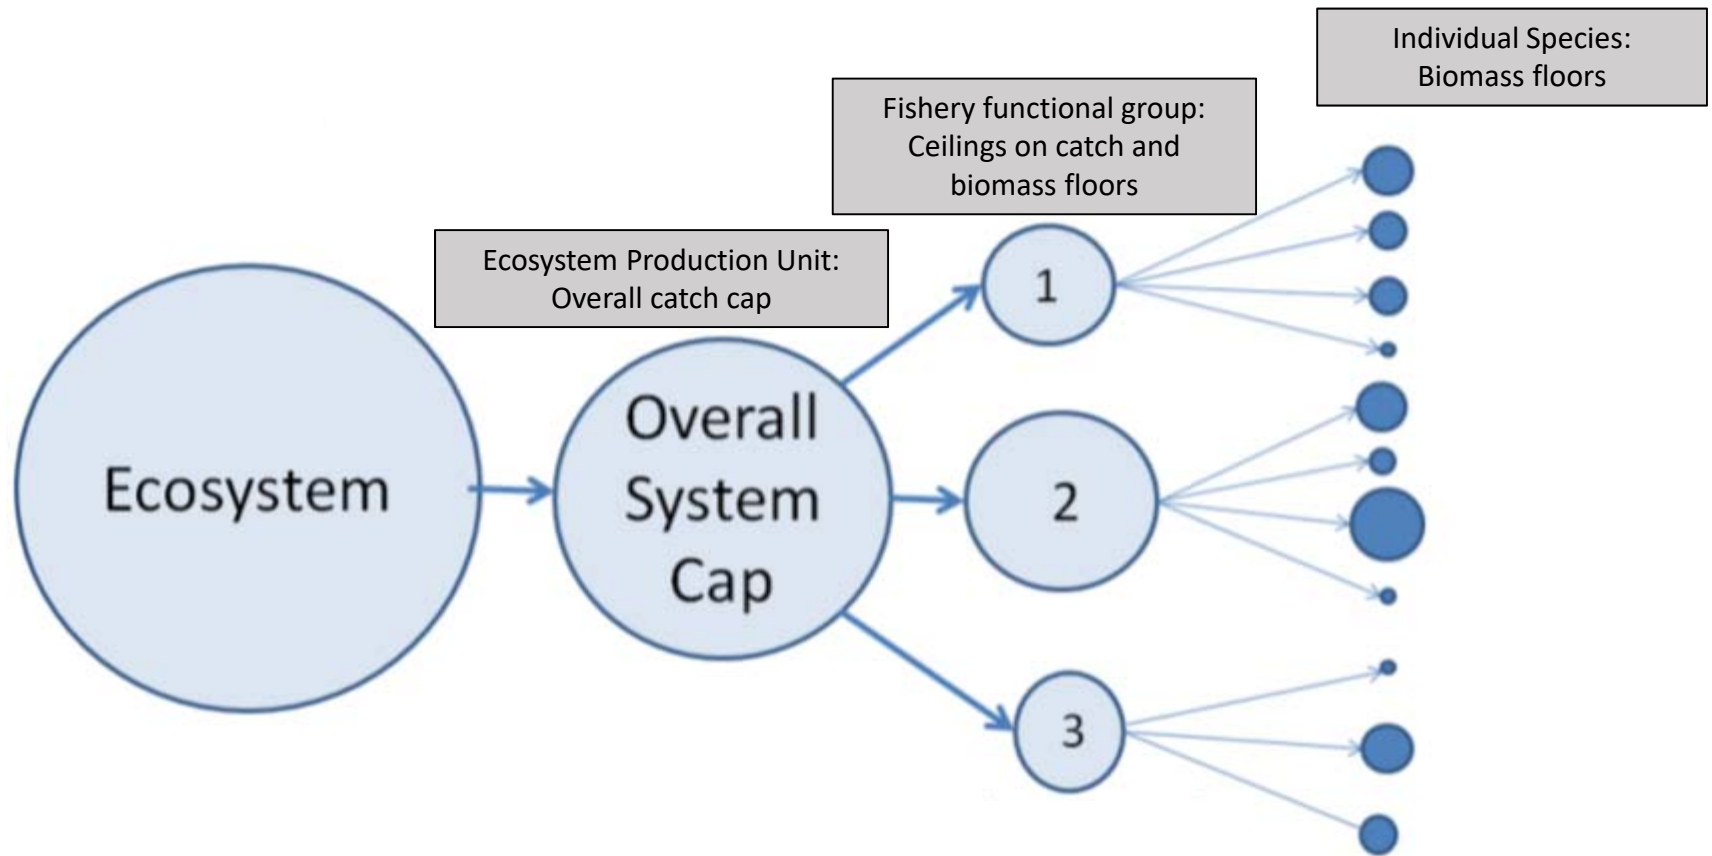 Individual Species:
Biomass floors
Fishery functional group:
Ceilings on catch and
biomass floors
Ecosystem Production Unit:
Overall catch cap
Ecosystem
Overall
System
Cap
1
2
3